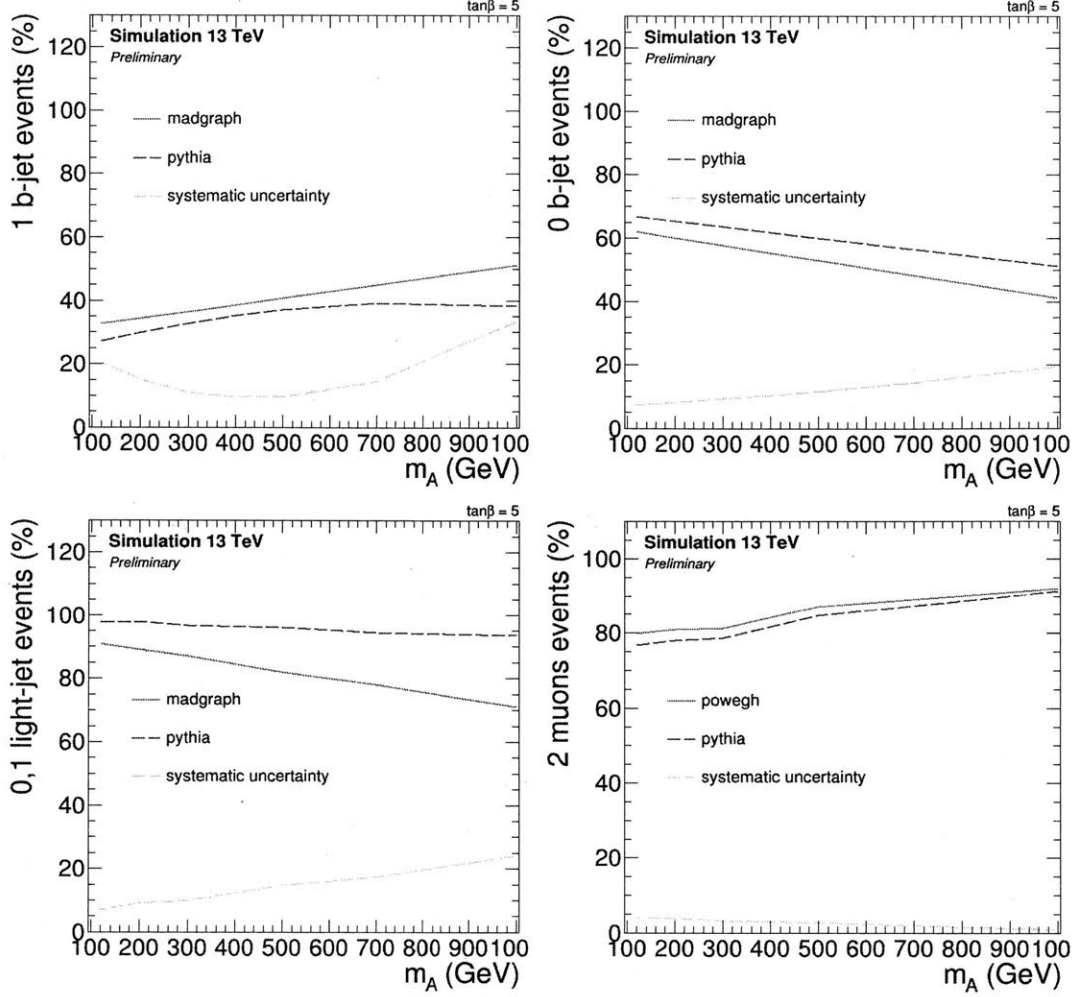 tanβ = 5
1 b-jet events (%)
120
100
80
60
40
20
0
Simulation 13 TeV
Preliminary
madgraph
pythia
systematic uncertainty
100 200 300 400 500 600 700 800 900 1000
m_A (GeV)
tanβ = 5
0 b-jet events (%)
120
100
80
60
40
20
0
Simulation 13 TeV
Preliminary
madgraph
pythia
systematic uncertainty
100 200 300 400 500 600 700 800 900 1000
m_A (GeV)
tanβ = 5
0,1 light-jet events (%)
120
100
80
60
40
20
0
Simulation 13 TeV
Preliminary
madgraph
pythia
systematic uncertainty
100 200 300 400 500 600 700 800 900 1000
m_A (GeV)
tanβ = 5
2 muons events (%)
100
80
60
40
20
0
Simulation 13 TeV
Preliminary
powegh
pythia
systematic uncertainty
100 200 300 400 500 600 700 800 900 1000
m_A (GeV)